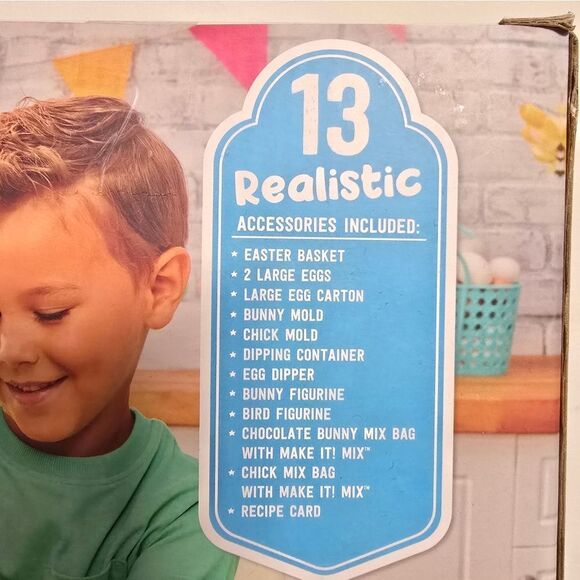 13
Realistic
ACCESSORIES INCLUDED:
* EASTER BASKET
* 2 LARGE EGGS
* LARGE EGG CARTON
* BUNNY MOLD
* CHICK MOLD
* DIPPING CONTAINER
* EGG DIPPER
* BUNNY FIGURINE
* BIRD FIGURINE
* CHOCOLATE BUNNY MIX BAG
WITH MAKE IT! MIX™
* CHICK MIX BAG
WITH MAKE IT! MIX™
* RECIPE CARD